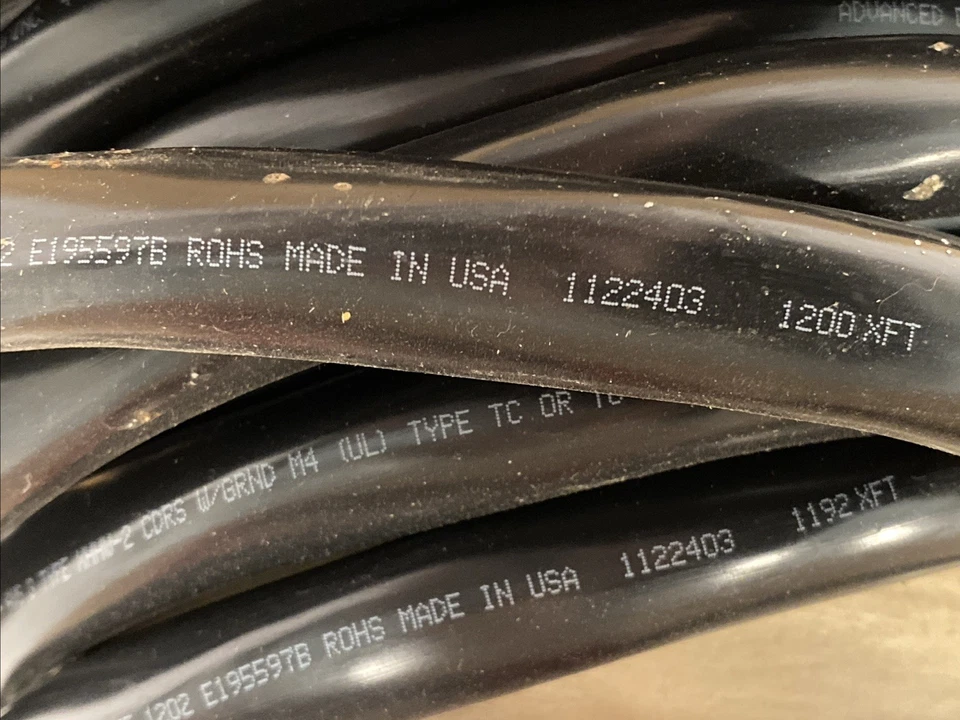 ADVANCED
E195597B ROHS MADE IN USA 1122403 1200 XFT
-2 CDRS W/GRND M4 (UL) TYPE TC OR
1202 E195597B ROHS MADE IN USA 1122403 1192 XFT